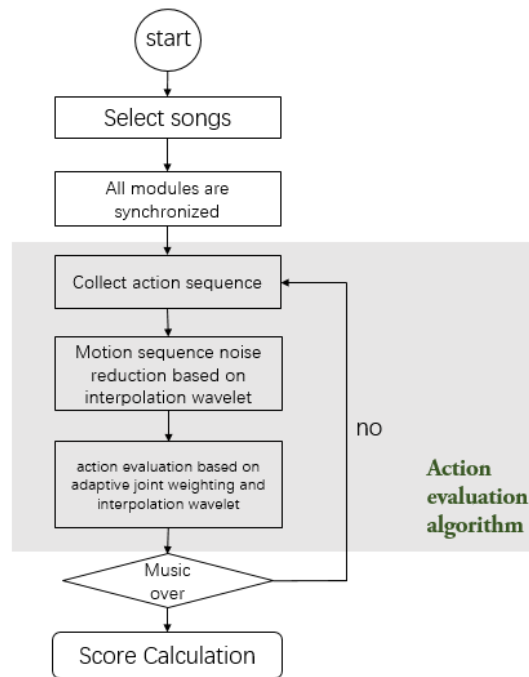 start
Select songs
All modules are
synchronized
Collect action sequence
Motion sequence noise
reduction based on
interpolation wavelet
no
action evaluation based on
adaptive joint weighting and
interpolation wavelet
Action
evaluation
algorithm
Music
over
Score Calculation